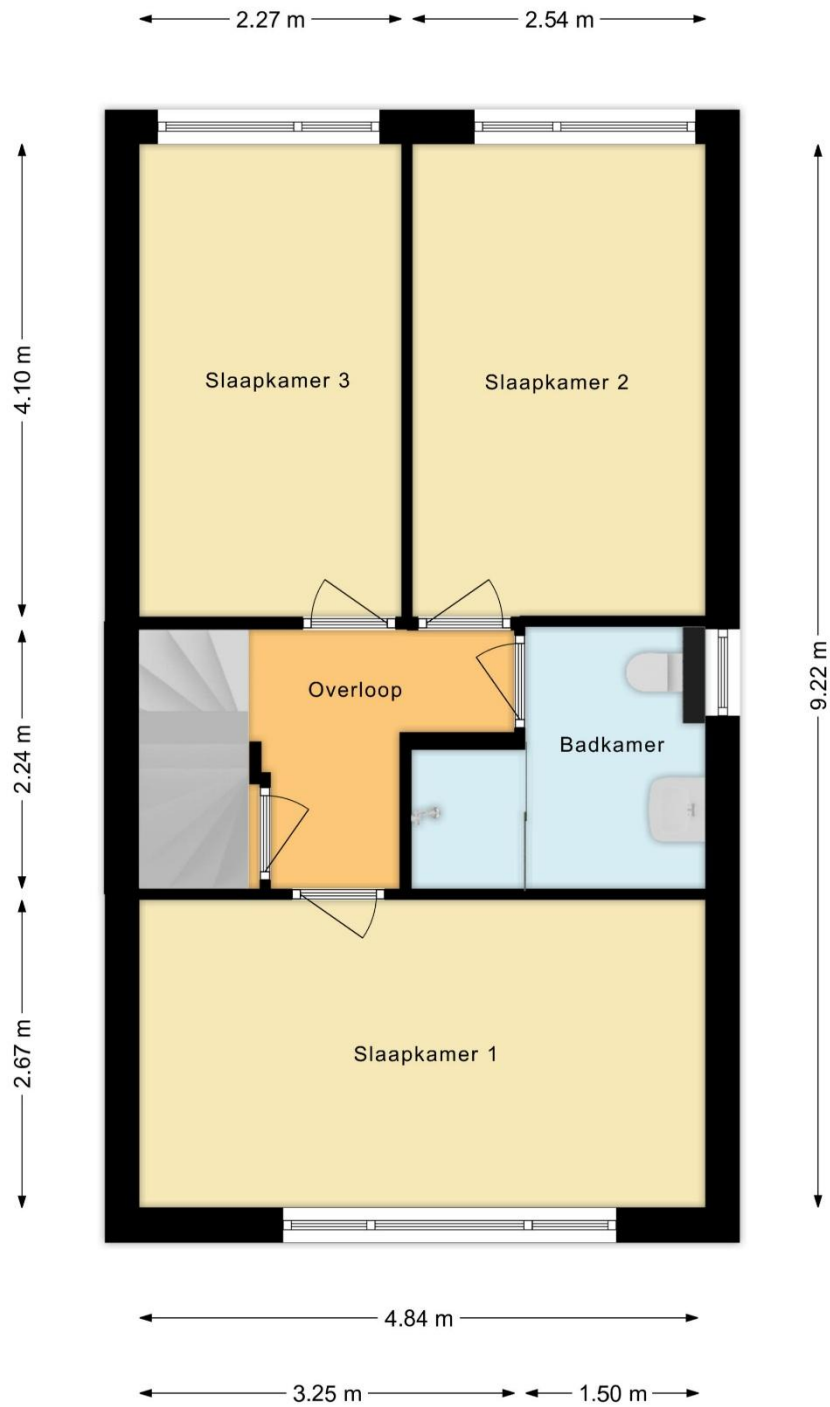 2.27 m
2.54 m
4.10 m
Slaapkamer 3
Slaapkamer 2
9.22 m
Overloop
2.24 m
Badkamer
2.67 m
Slaapkamer 1
4.84 m
3.25 m
1.50 m